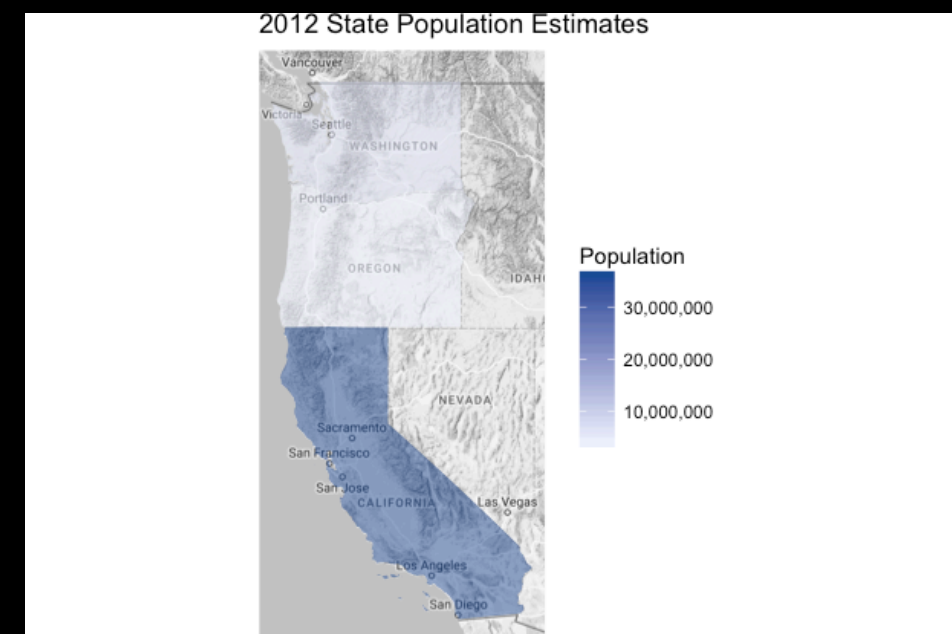 2012 State Population Estimates
Vancouver
Victoria
Seattle
WASHINGTON
Portland
OREGON
IDAH
Population
30,000,000
20,000,000
10,000,000
NEVADA
Sacramento
San Francisco
San Jose
CALIFORNIA
Las Vegas
Los Angeles
San Diego